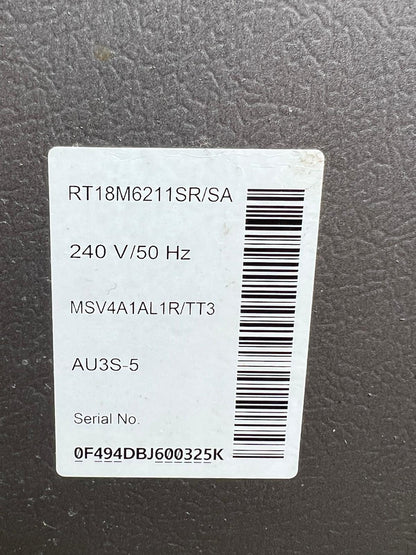 RT18M6211SR/SA
240 V/50 Hz
MSV4A1AL1R/TT3
AU3S-5
Serial No.
0F494DBJ600325K